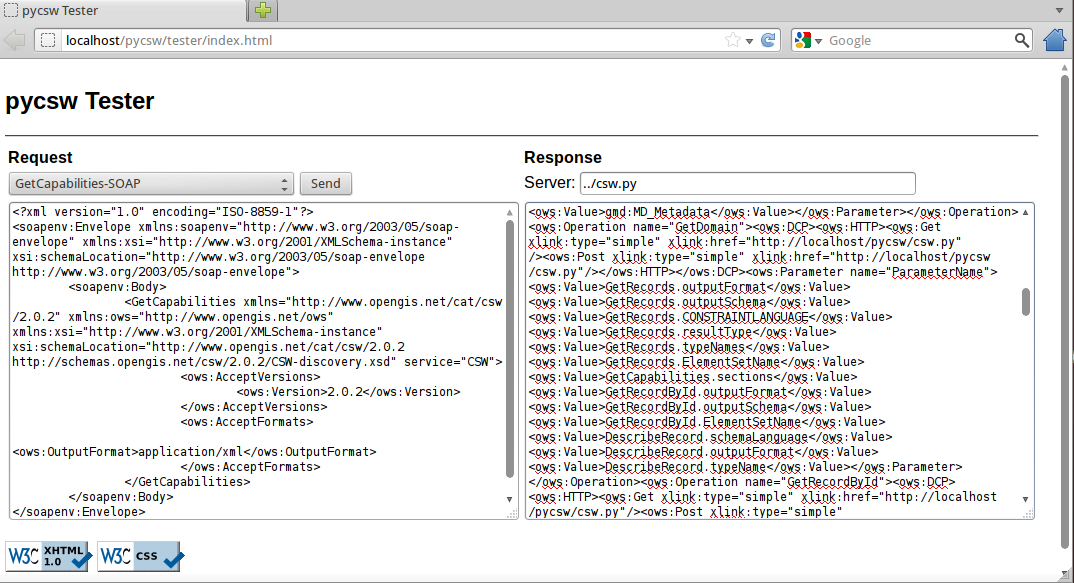 pycsw Tester
localhost/pycsw/tester/index.html
Google
pycsw Tester
Request
GetCapabilities-SOAP
Send
<?xml version="1.0" encoding="ISO-8859-1"?>
<soapenv:Envelope xmlns:soapenv="http://www.w3.org/2003/05/soap-
envelope" xmlns:xsi="http://www.w3.org/2001/XMLSchema-instance"
xsi:schemaLocation="http://www.w3.org/2003/05/soap-envelope
http://www.w3.org/2003/05/soap-envelope">
<soapenv:Body>
<GetCapabilities xmlns="http://www.opengis.net/cat/csw
/2.0.2" xmlns:ows="http://www.opengis.net/ows"
xmlns:xsi="http://www.w3.org/2001/XMLSchema-instance"
xsi:schemaLocation="http://www.opengis.net/cat/csw/2.0.2
http://schemas.opengis.net/csw/2.0.2/CSW-discovery.xsd" service="CSW">
<ows:AcceptVersions>
<ows:Version>2.0.2</ows:Version>
</ows:AcceptVersions>
<ows:AcceptFormats>
<ows:OutputFormat>application/xml</ows:OutputFormat>
</ows:AcceptFormats>
</GetCapabilities>
</soapenv:Body>
</soapenv:Envelope>
Response
Server: ../csw.py
<ows:Value>gmd:MD_Metadata</ows:Value></ows:Parameter></ows:Operation>
<ows:Operation name="GetDomain"><ows:DCP><ows:HTTP><ows:Get
xlink:type="simple" xlink:href="http://localhost/pycsw/csw.py"
/><ows:Post xlink:type="simple" xlink:href="http://localhost/pycsw
/csw.py"/></ows:HTTP></ows:DCP><ows:Parameter name="ParameterName">
<ows:Value>GetRecords.outputFormat</ows:Value>
<ows:Value>GetRecords.outputSchema</ows:Value>
<ows:Value>GetRecords.CONSTRAINTLANGUAGE</ows:Value>
<ows:Value>GetRecords.resultType</ows:Value>
<ows:Value>GetRecords.typeNames</ows:Value>
<ows:Value>GetRecords.ElementSetName</ows:Value>
<ows:Value>GetCapabilities.sections</ows:Value>
<ows:Value>GetRecordById.outputFormat</ows:Value>
<ows:Value>GetRecordById.outputSchema</ows:Value>
<ows:Value>GetRecordById.ElementSetName</ows:Value>
<ows:Value>DescribeRecord.schemaLanguage</ows:Value>
<ows:Value>DescribeRecord.outputFormat</ows:Value>
<ows:Value>DescribeRecord.typeName</ows:Value></ows:Parameter>
</ows:Operation><ows:Operation name="GetRecordById"><ows:DCP>
<ows:HTTP><ows:Get xlink:type="simple" xlink:href="http://localhost
/pycsw/csw.py"/><ows:Post xlink:type="simple"
W3C XHTML 1.0
W3C CSS